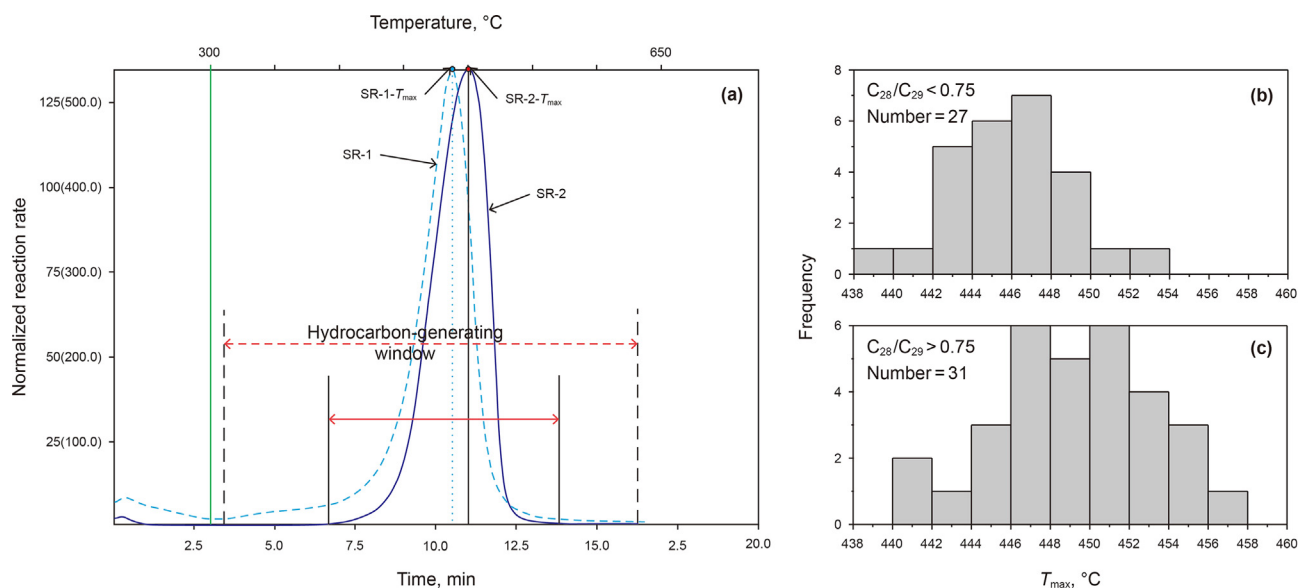 Temperature, °C
300
650
(a)
SR-1-Tmax
SR-2-Tmax
SR-1
SR-2
Hydrocarbon-generating
window
Normalized reaction rate
125(500.0)
100(400.0)
75(300.0)
50(200.0)
25(100.0)
2.5 5.0 7.5 10.0 12.5 15.0 20.0
Time, min
8
6
4
2
0
C28/C29 < 0.75
Number = 27
(b)
438 440 442 444 446 448 450 452 454 456 458 460
Frequency
6
4
2
0
C28/C29 > 0.75
Number = 31
(c)
438 440 442 444 446 448 450 452 454 456 458 460
Tmax, °C